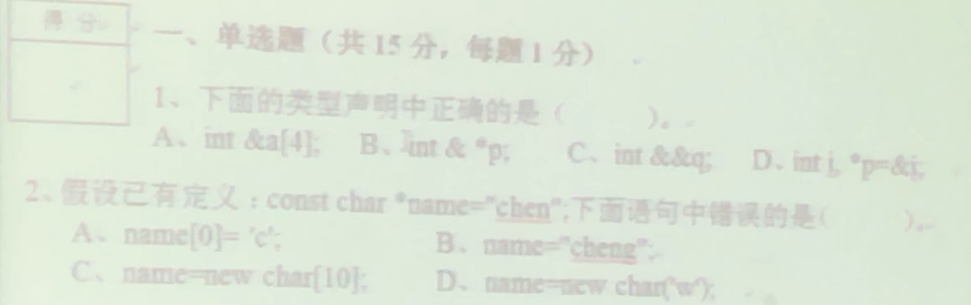 得 分
一、单选题（共 15 分，每题 1 分）
1、下面的类型声明中正确的是（ ）。
A、int &a[4]; B、int & *p; C、int &&q; D、int i, *p=&i;
2、假设已有定义：const char *name="chen";下面语句中错误的是( )。
A、name[0]= 'c'; B、name="cheng";
C、name=new char[10]; D、name=new char('w');